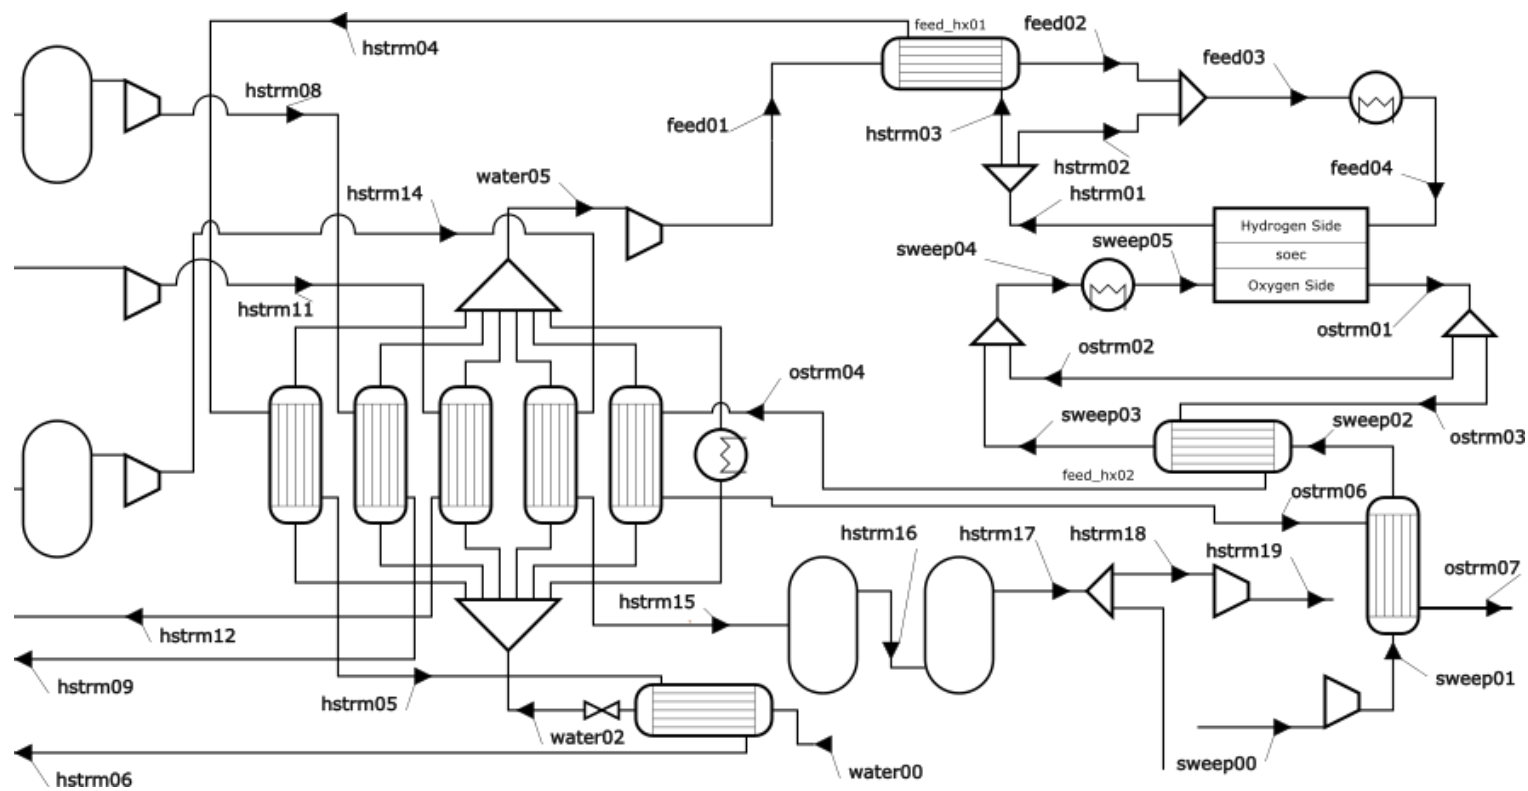 feed_hx01
feed02
hstrm04
feed03
hstrm08
feed01
hstrm03
hstrm02
feed04
water05
hstrm14
hstrm01
Hydrogen Side
sweep04
sweep05
soec
Oxygen Side
hstrm11
ostrm01
ostrm02
ostrm04
sweep03
sweep02
ostrm03
feed_hx02
ostrm06
hstrm16
hstrm17
hstrm18
hstrm19
ostrm07
hstrm15
hstrm12
hstrm09
sweep01
hstrm05
water02
sweep00
water00
hstrm06